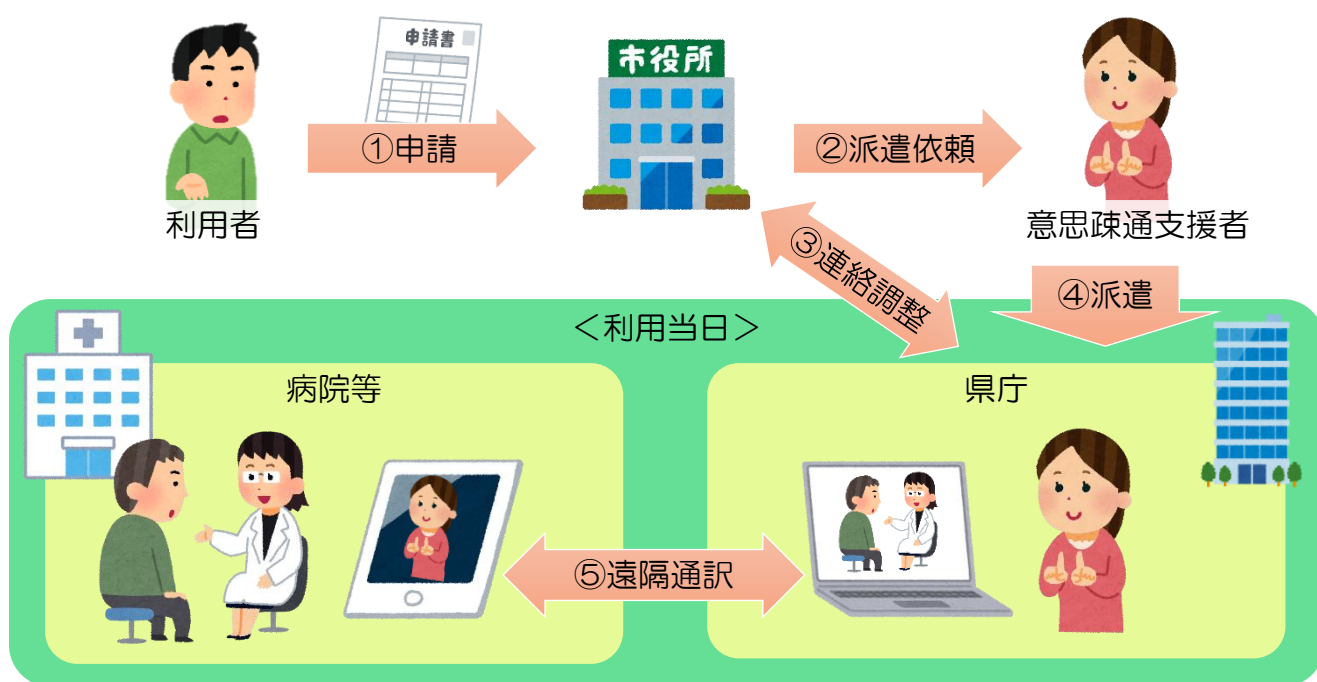 申請書
①申請
市役所
②派遣依頼
利用者
意思疎通支援者
③連絡調整
④派遣
＜利用当日＞
病院等
県庁
⑤遠隔通訳